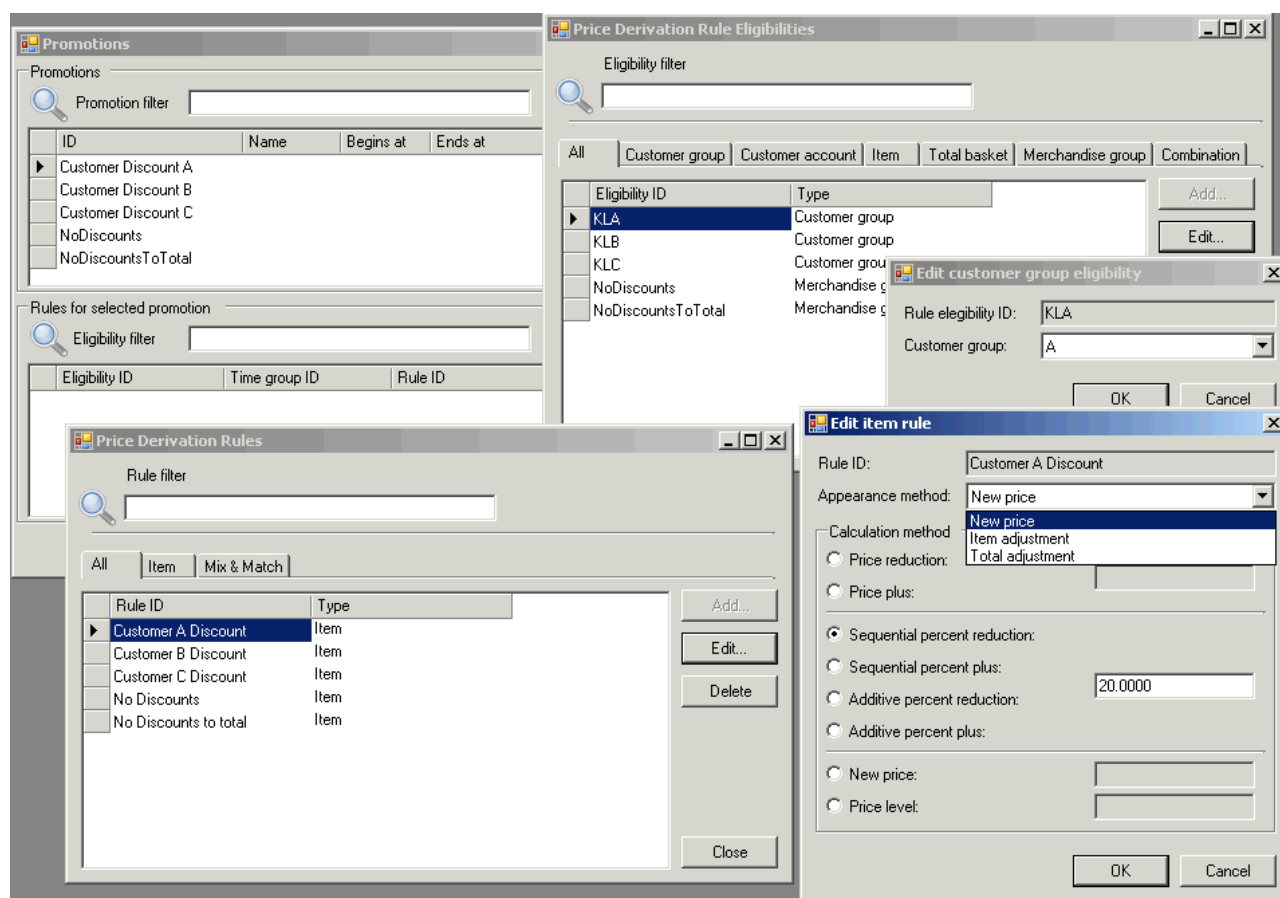 Promotions
Promotions
Promotion filter
ID Name Begins at Ends at
Customer Discount A
Customer Discount B
Customer Discount C
NoDiscounts
NoDiscountsToTotal
Rules for selected promotion
Eligibility filter
Eligibility ID Time group ID Rule ID
Price Derivation Rule Eligibilities
Eligibility filter
All Customer group Customer account Item Total basket Merchandise group Combination
Eligibility ID Type
KLA Customer group
KLB Customer group
KLC Customer grou
NoDiscounts Merchandise g
NoDiscountsToTotal Merchandise g
Add...
Edit...
Edit customer group eligibility
Rule elegibility ID: KLA
Customer group: A
OK Cancel
Price Derivation Rules
Rule filter
All Item Mix & Match
Rule ID Type
Customer A Discount Item
Customer B Discount Item
Customer C Discount Item
No Discounts Item
No Discounts to total Item
Add...
Edit...
Delete
Close
Edit item rule
Rule ID: Customer A Discount
Appearance method: New price
New price
Item adjustment
Total adjustment
Calculation method
Price reduction:
Price plus:
Sequential percent reduction:
Sequential percent plus:
20.0000
Additive percent reduction:
Additive percent plus:
New price:
Price level:
OK Cancel